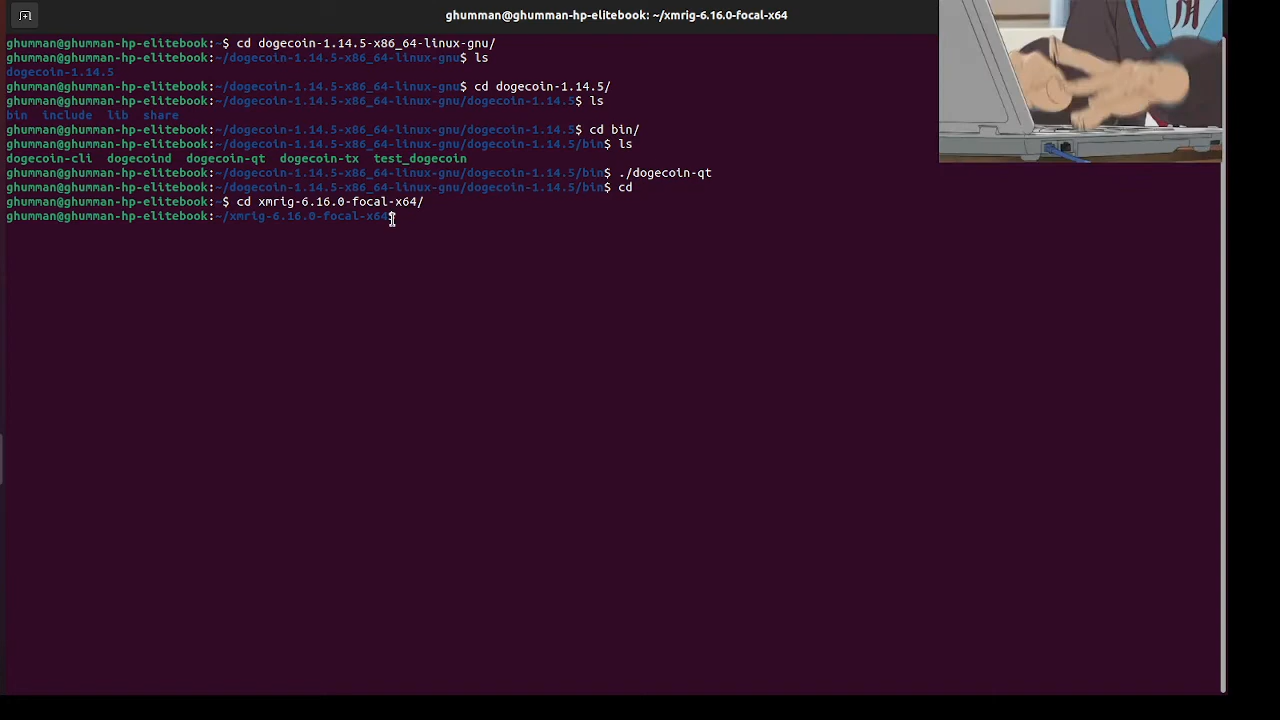 ghumman@ghumman-hp-elitebook: ~/xmrig-6.16.0-focal-x64
ghumman@ghumman-hp-elitebook:~$ cd dogecoin-1.14.5-x86_64-linux-gnu/
ghumman@ghumman-hp-elitebook:~/dogecoin-1.14.5-x86_64-linux-gnu$ ls
dogecoin-1.14.5
ghumman@ghumman-hp-elitebook:~/dogecoin-1.14.5-x86_64-linux-gnu$ cd dogecoin-1.14.5/
ghumman@ghumman-hp-elitebook:~/dogecoin-1.14.5-x86_64-linux-gnu/dogecoin-1.14.5$ ls
bin  include  lib  share
ghumman@ghumman-hp-elitebook:~/dogecoin-1.14.5-x86_64-linux-gnu/dogecoin-1.14.5$ cd bin/
ghumman@ghumman-hp-elitebook:~/dogecoin-1.14.5-x86_64-linux-gnu/dogecoin-1.14.5/bin$ ls
dogecoin-cli  dogecoind  dogecoin-qt  dogecoin-tx  test_dogecoin
ghumman@ghumman-hp-elitebook:~/dogecoin-1.14.5-x86_64-linux-gnu/dogecoin-1.14.5/bin$ ./dogecoin-qt
ghumman@ghumman-hp-elitebook:~/dogecoin-1.14.5-x86_64-linux-gnu/dogecoin-1.14.5/bin$ cd
ghumman@ghumman-hp-elitebook:~$ cd xmrig-6.16.0-focal-x64/
ghumman@ghumman-hp-elitebook:~/xmrig-6.16.0-focal-x64$